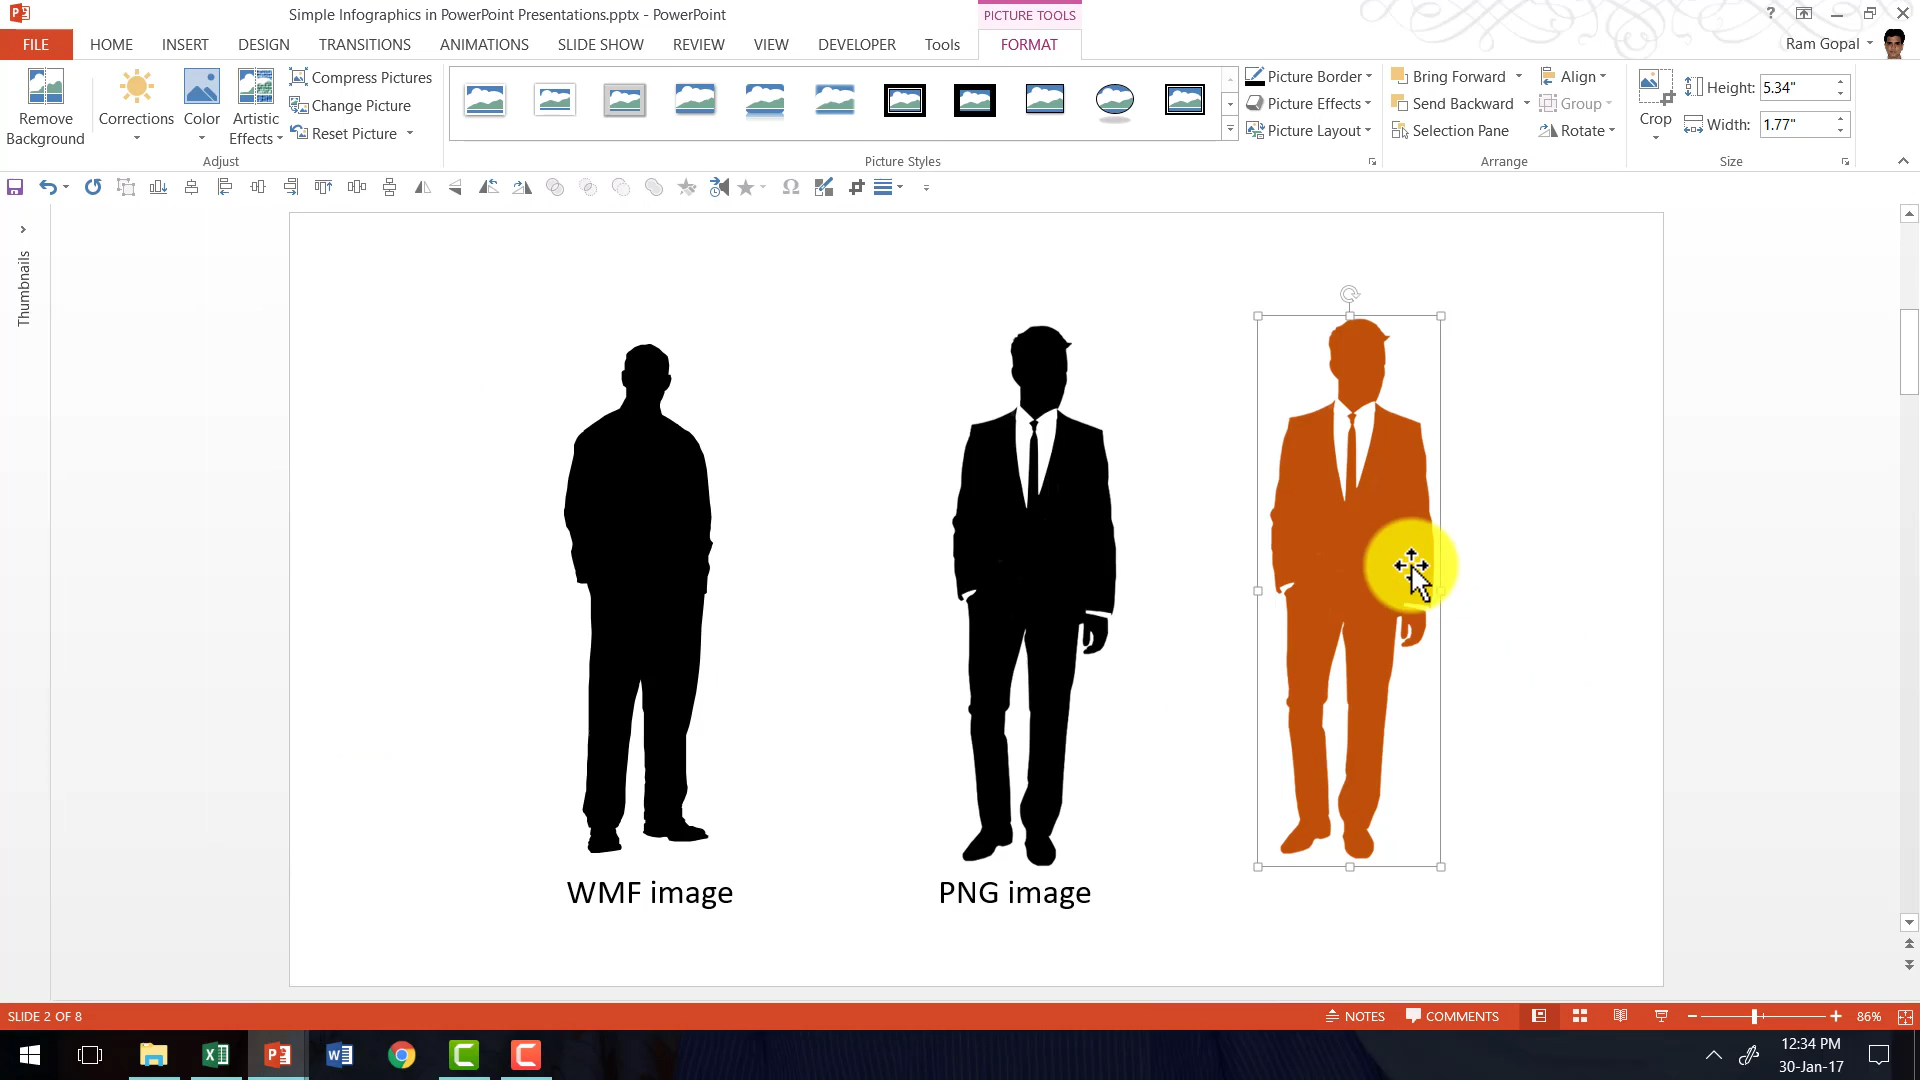 Simple Infographics in PowerPoint Presentations.pptx - PowerPoint
PICTURE TOOLS
?
FILE
HOME
INSERT
DESIGN
TRANSITIONS
ANIMATIONS
SLIDE SHOW
REVIEW
VIEW
DEVELOPER
Tools
FORMAT
Ram Gopal
Remove Background
Corrections
Color
Artistic Effects
Compress Pictures
Change Picture
Reset Picture
Adjust
Picture Styles
Picture Border
Picture Effects
Picture Layout
Bring Forward
Send Backward
Selection Pane
Align
Group
Rotate
Arrange
Crop
Height: 5.34"
Width: 1.77"
Size
Thumbnails
WMF image
PNG image
SLIDE 2 OF 8
NOTES
COMMENTS
86%
12:34 PM
30-Jan-17